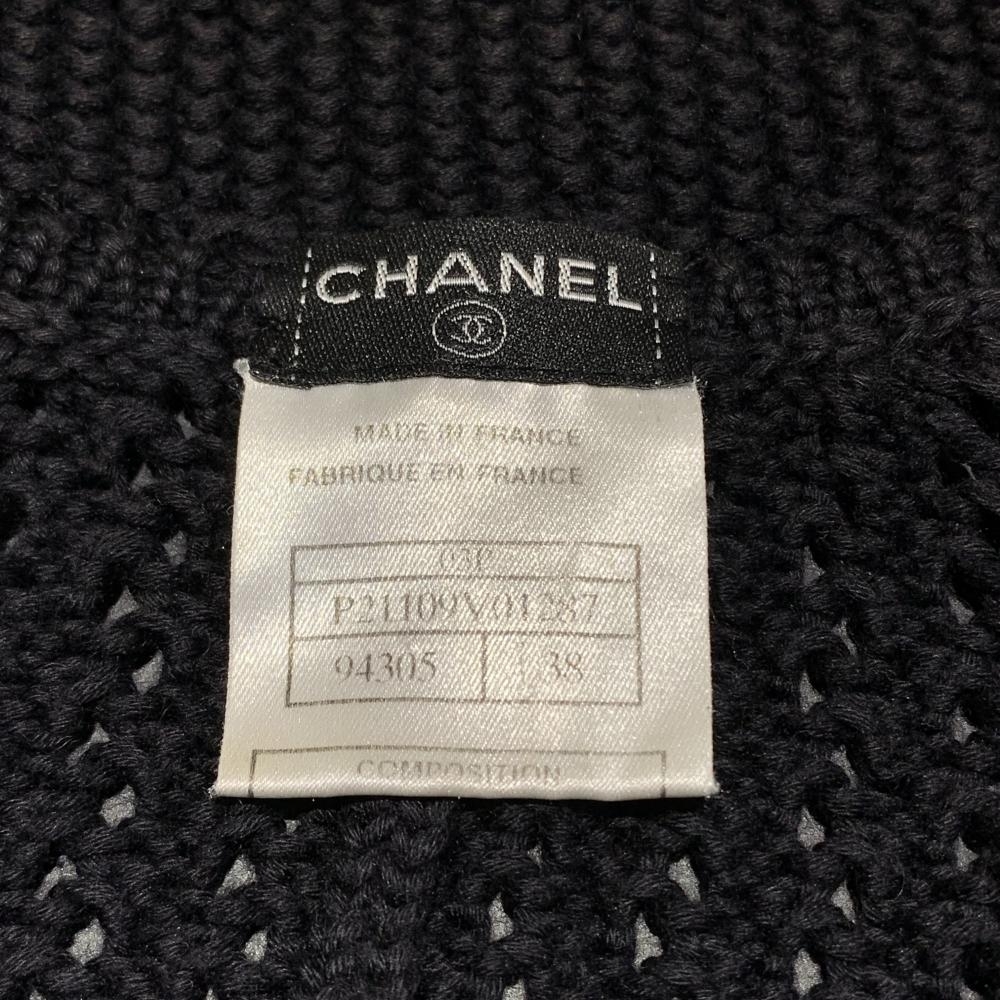 CHANEL
MADE IN FRANCE
FABRIQUE EN FRANCE
03P
P21109V01287
94305 38
COMPOSITION